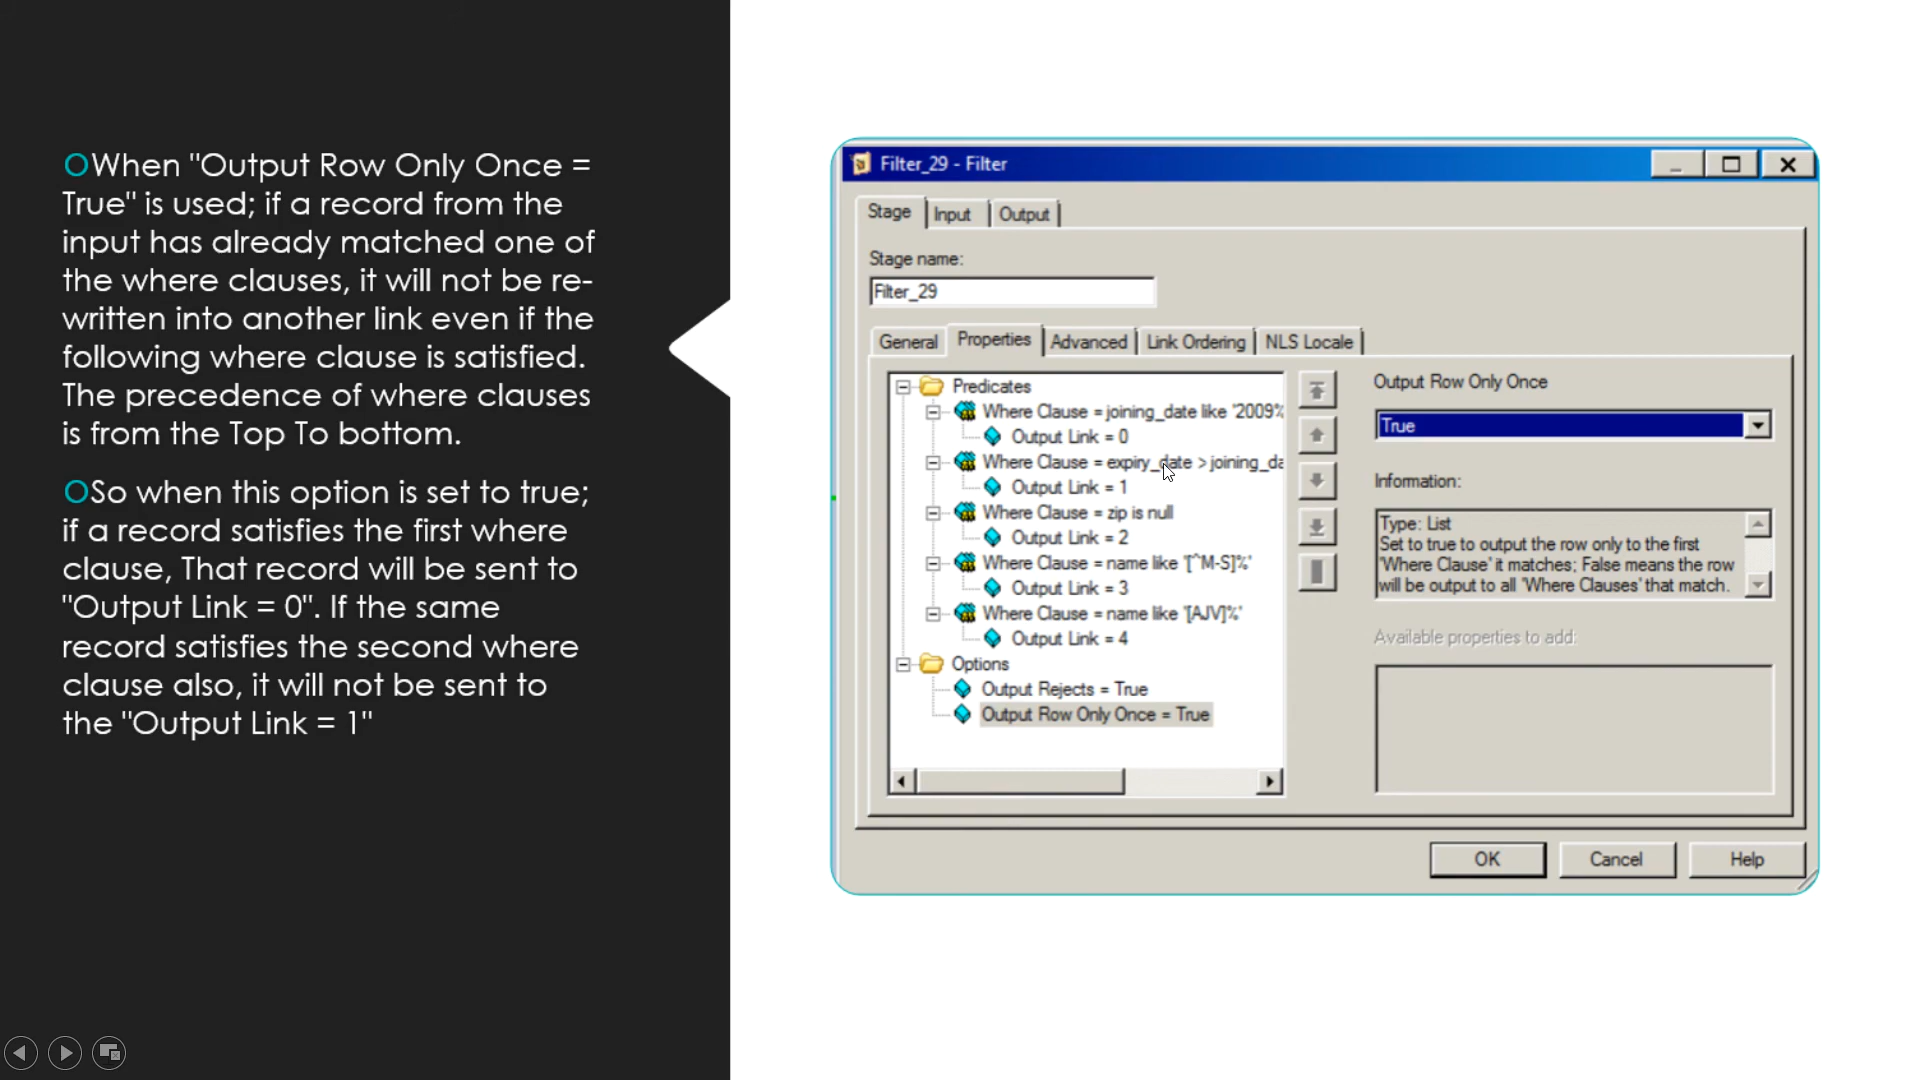 When "Output Row Only Once =
True" is used; if a record from the
input has already matched one of
the where clauses, it will not be re-
written into another link even if the
following where clause is satisfied.
The precedence of where clauses
is from the Top To bottom.
So when this option is set to true;
if a record satisfies the first where
clause, That record will be sent to
"Output Link = 0". If the same
record satisfies the second where
clause also, it will not be sent to
the "Output Link = 1"
Filter_29 - Filter
Stage Input Output
Stage name:
Filter_29
General Properties Advanced Link Ordering NLS Locale
Predicates
Where Clause = joining_date like '2009%
Output Link = 0
Where Clause = expiry_date > joining_da
Output Link = 1
Where Clause = zip is null
Output Link = 2
Where Clause = name like '[^M-S]%'
Output Link = 3
Where Clause = name like '[AJV]%'
Output Link = 4
Options
Output Rejects = True
Output Row Only Once = True
Output Row Only Once
True
Information:
Type: List
Set to true to output the row only to the first
'Where Clause' it matches; False means the row
will be output to all 'Where Clauses' that match.
Available properties to add:
OK Cancel Help